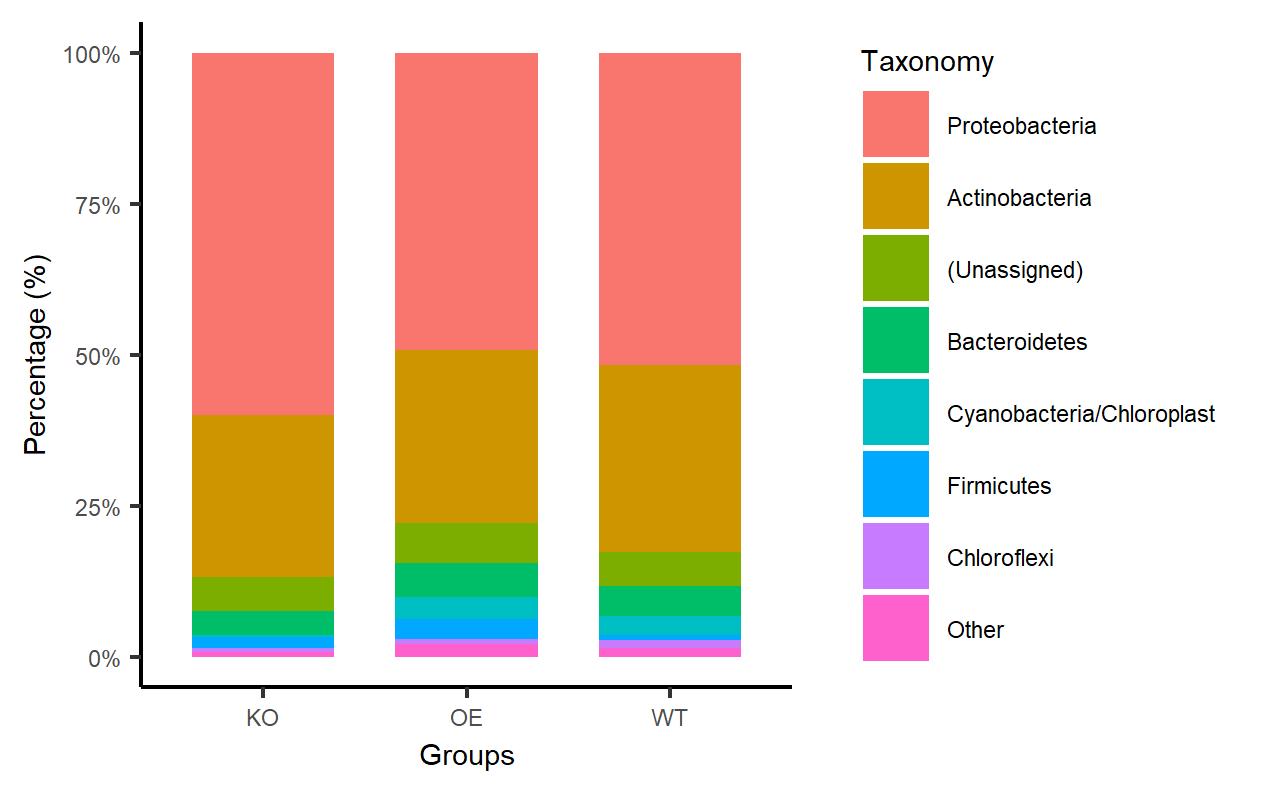 Percentage (%)
100%
75%
50%
25%
0%
KO OE WT
Groups
Taxonomy
Proteobacteria
Actinobacteria
(Unassigned)
Bacteroidetes
Cyanobacteria/Chloroplast
Firmicutes
Chloroflexi
Other